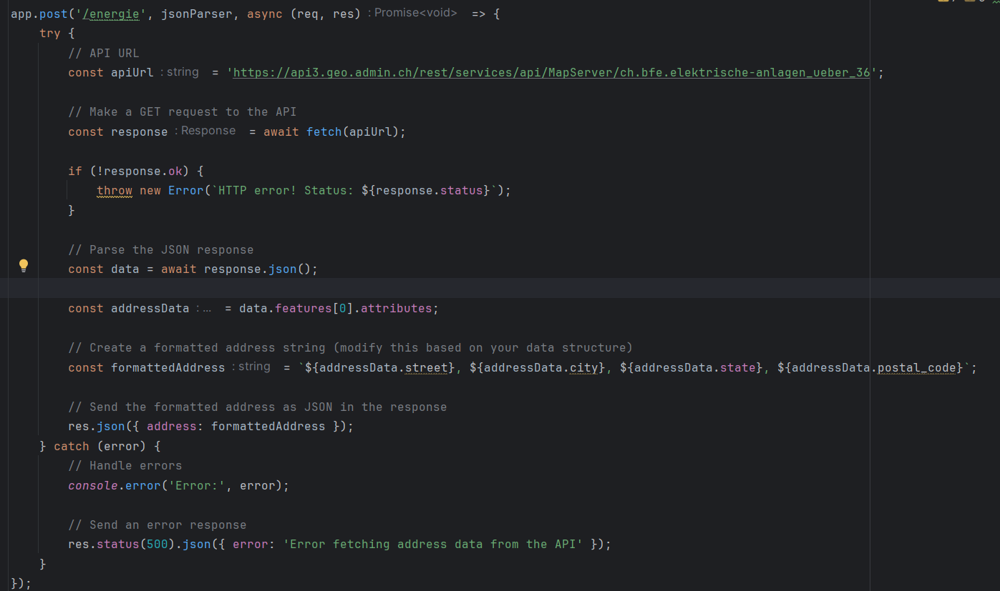 app.post('/energie', jsonParser, async (req, res) : Promise<void> => {
try {
// API URL
const apiUrl : string = 'https://api3.geo.admin.ch/rest/services/api/MapServer/ch.bfe.elektrische-anlagen_ueber_36';
// Make a GET request to the API
const response : Response = await fetch(apiUrl);
if (!response.ok) {
throw new Error(`HTTP error! Status: ${response.status}`);
}
// Parse the JSON response
const data = await response.json();
const addressData : ... = data.features[0].attributes;
// Create a formatted address string (modify this based on your data structure)
const formattedAddress : string = `${addressData.street}, ${addressData.city}, ${addressData.state}, ${addressData.postal_code}`;
// Send the formatted address as JSON in the response
res.json({ address: formattedAddress });
} catch (error) {
// Handle errors
console.error('Error:', error);
// Send an error response
res.status(500).json({ error: 'Error fetching address data from the API' });
}
});